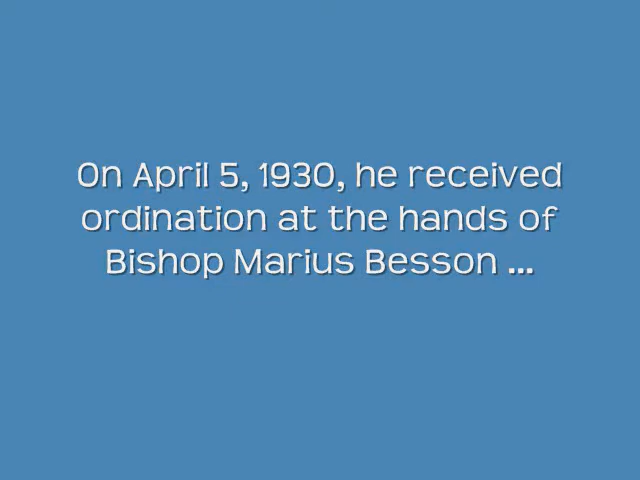 On April 5, 1930, he received
ordination at the hands of
Bishop Marius Besson ...